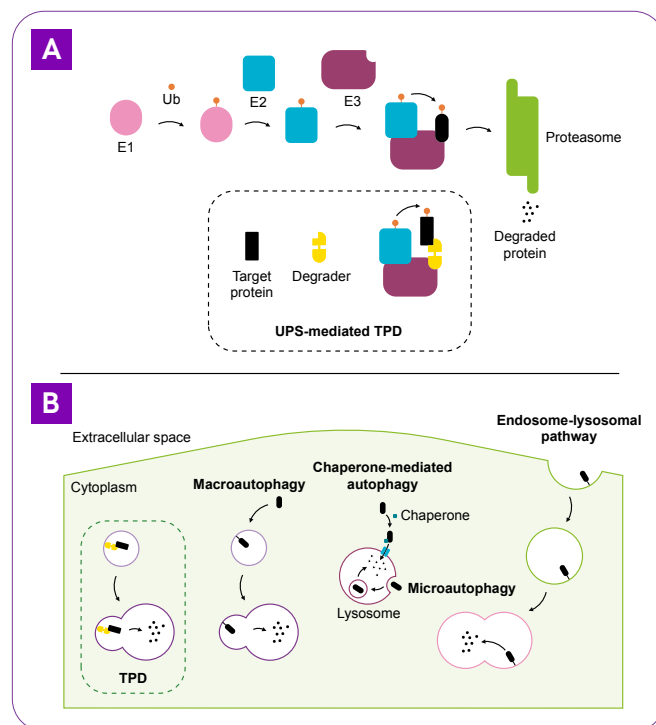 A
Ub
E2
E3
E1
Proteasome
Target
protein
Degrader
Degraded
protein
UPS-mediated TPD
B
Extracellular space
Endosome-lysosomal
pathway
Cytoplasm
Macroautophagy
Chaperone-mediated
autophagy
Chaperone
Microautophagy
Lysosome
TPD